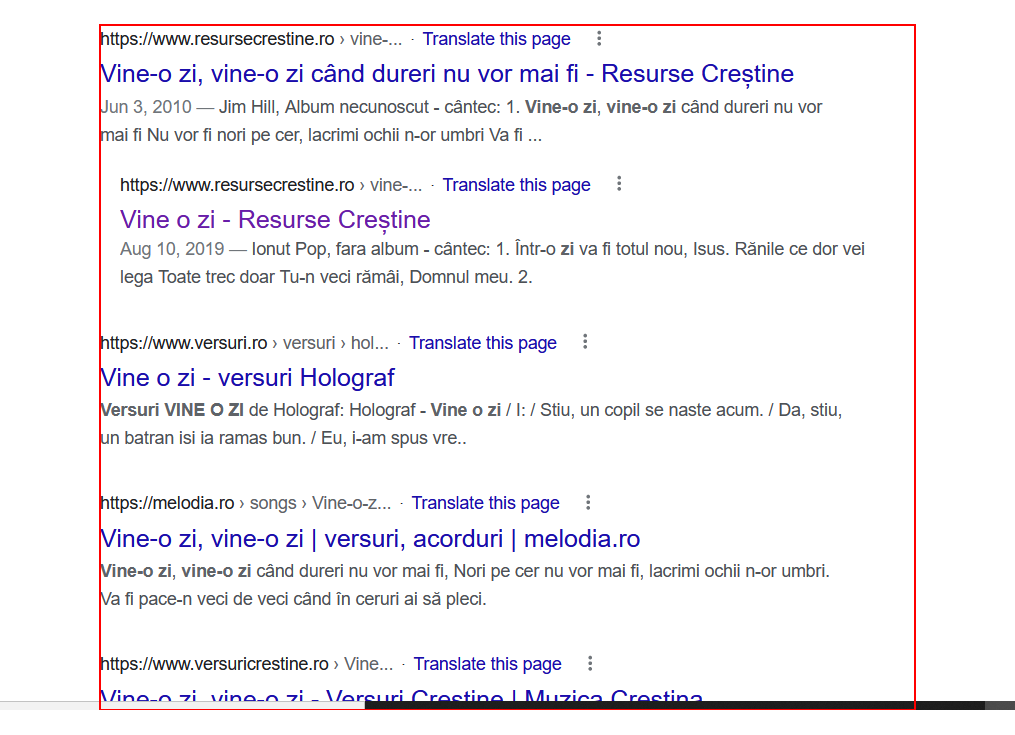 https://www.resursecrestine.ro › vine-... · Translate this page
Vine-o zi, vine-o zi când dureri nu vor mai fi - Resurse Creștine
Jun 3, 2010 — Jim Hill, Album necunoscut - cântec: 1. Vine-o zi, vine-o zi când dureri nu vor
mai fi Nu vor fi nori pe cer, lacrimi ochii n-or umbri Va fi ...
https://www.resursecrestine.ro › vine-... · Translate this page
Vine o zi - Resurse Creștine
Aug 10, 2019 — Ionut Pop, fara album - cântec: 1. Într-o zi va fi totul nou, Isus. Rănile ce dor vei
lega Toate trec doar Tu-n veci rămâi, Domnul meu. 2.
https://www.versuri.ro › versuri › hol... · Translate this page
Vine o zi - versuri Holograf
Versuri VINE O ZI de Holograf: Holograf - Vine o zi / I: / Stiu, un copil se naste acum. / Da, stiu,
un batran isi ia ramas bun. / Eu, i-am spus vre..
https://melodia.ro › songs › Vine-o-z... · Translate this page
Vine-o zi, vine-o zi | versuri, acorduri | melodia.ro
Vine-o zi, vine-o zi când dureri nu vor mai fi, Nori pe cer nu vor mai fi, lacrimi ochii n-or umbri.
Va fi pace-n veci de veci când în ceruri ai să pleci.
https://www.versuricrestine.ro › Vine... · Translate this page
Vine-o zi, vine-o zi - Versuri Crestine | Muzica Crestina